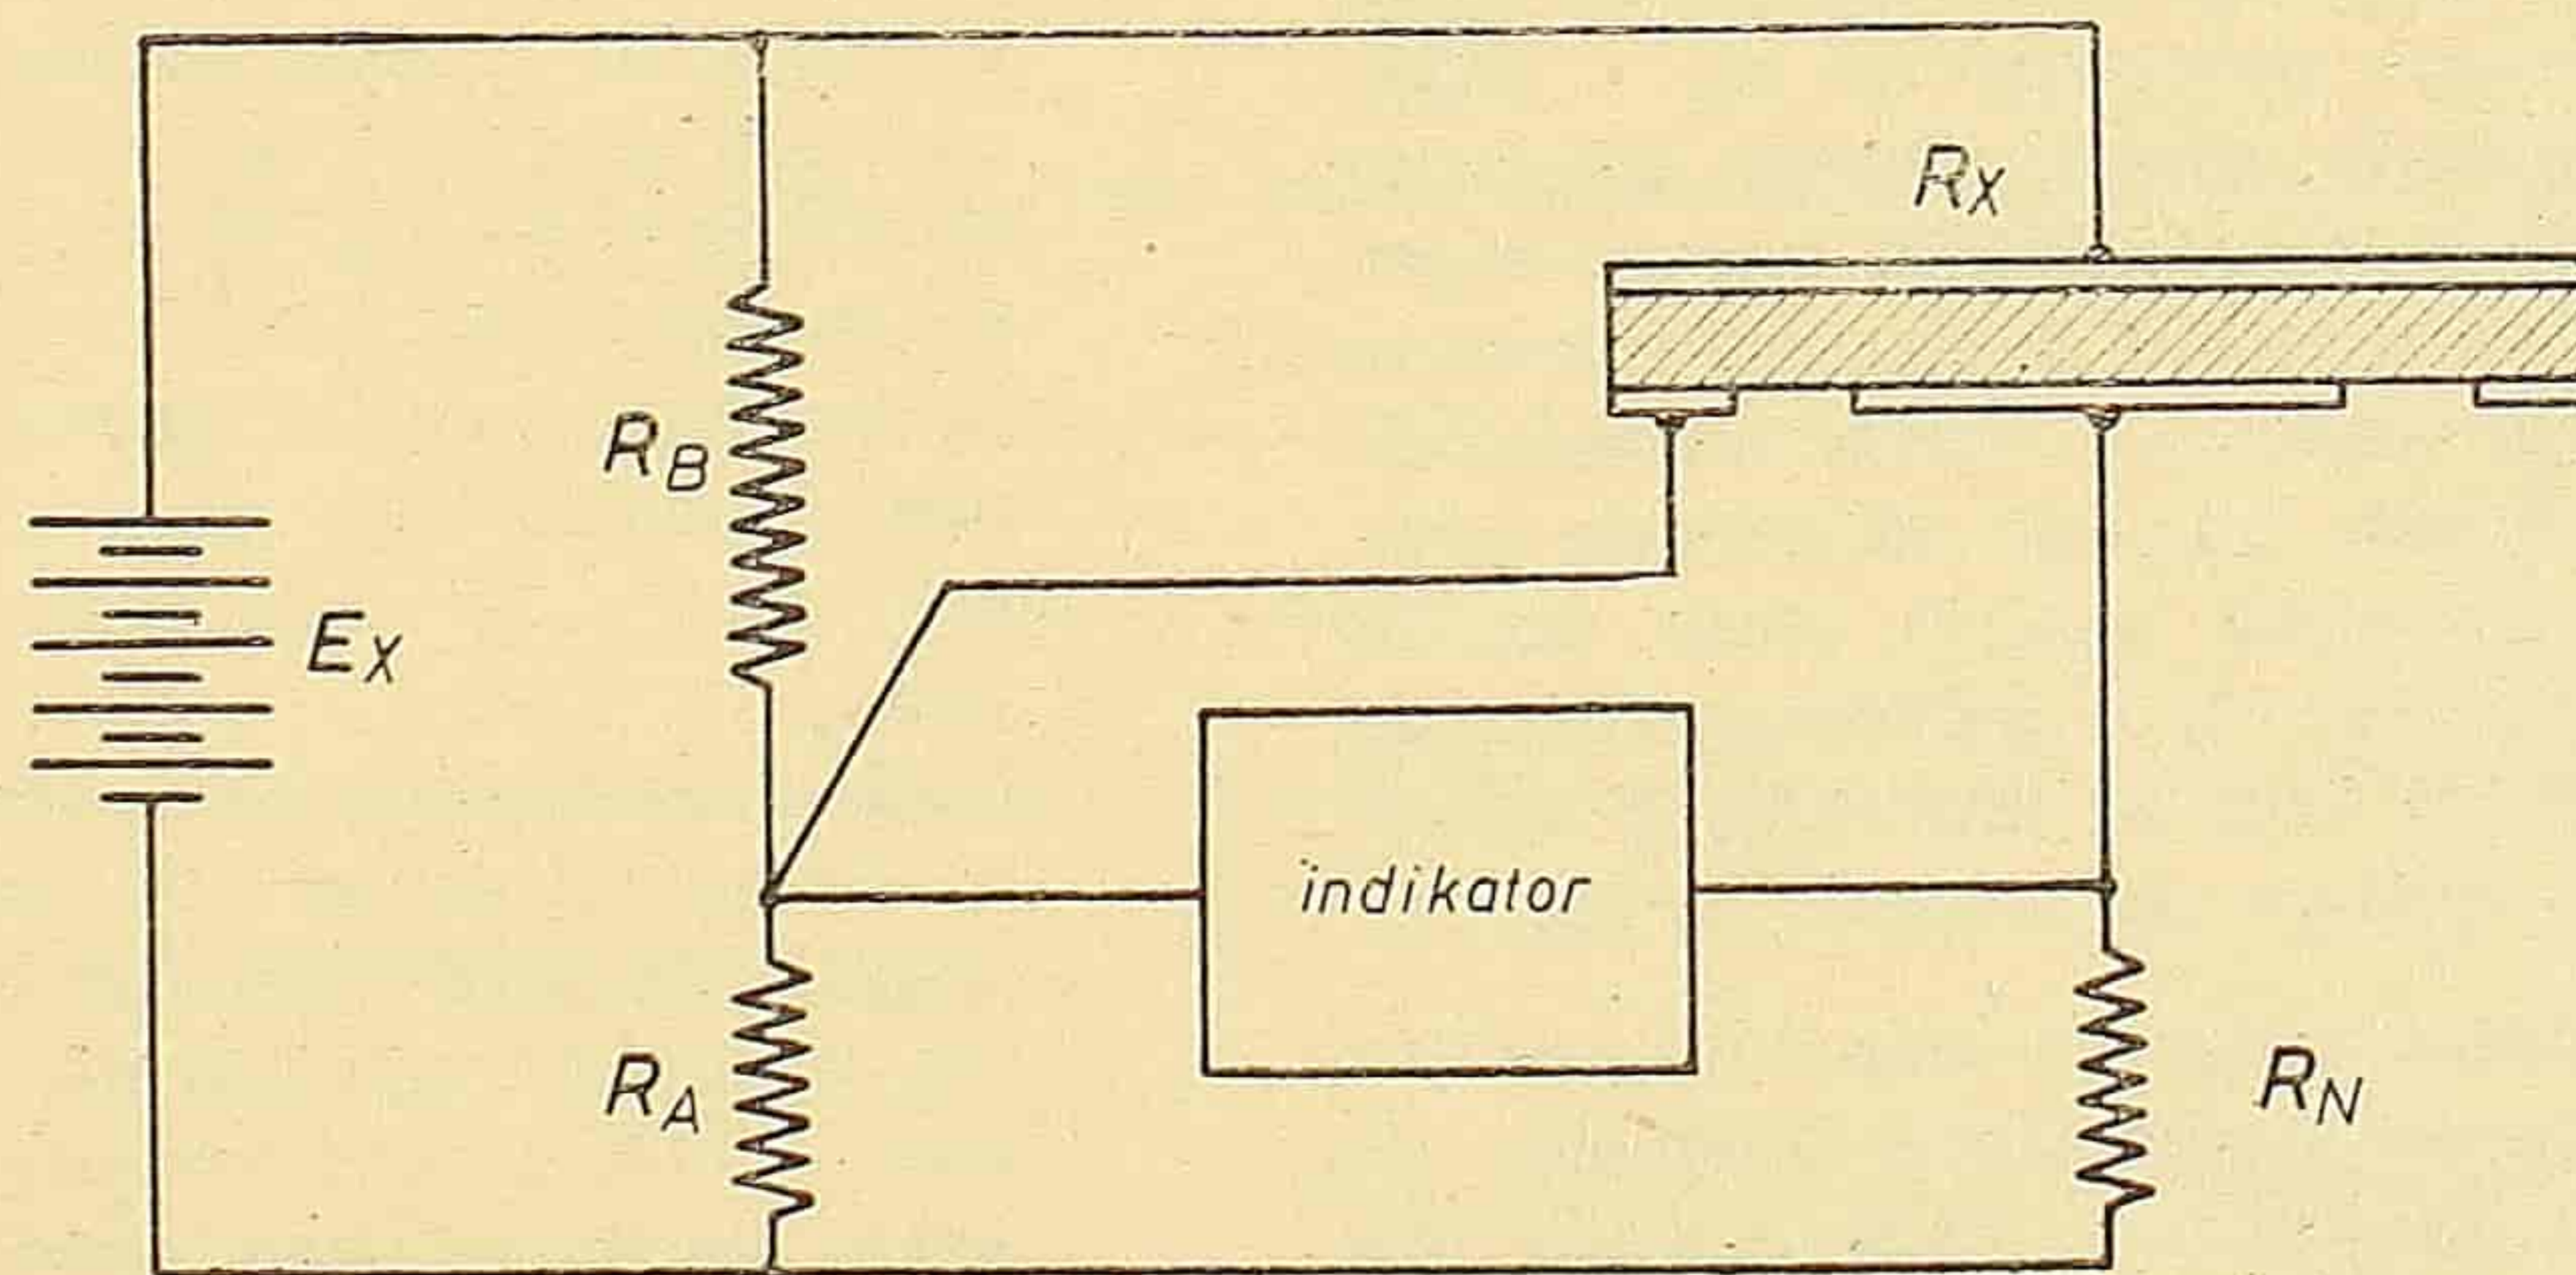 RX
RB
EX
indikator
RA
RN